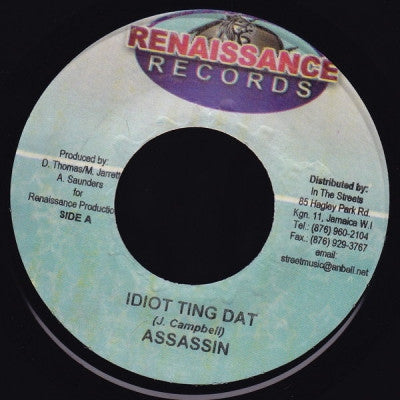 RENAISSANCE
RECORDS
Produced by:
D. Thomas/M. Jarrett
A. Saunders
for
Renaissance Productio
SIDE A
Distributed by:
In The Streets
85 Hagley Park Rd.
Kgn. 11, Jamaica W.I
Tel.: (876) 960-2104
Fax.: (876) 929-3767
email:
streetmusic@anbell.net
IDIOT TING DAT
(J. Campbell)
ASSASSIN